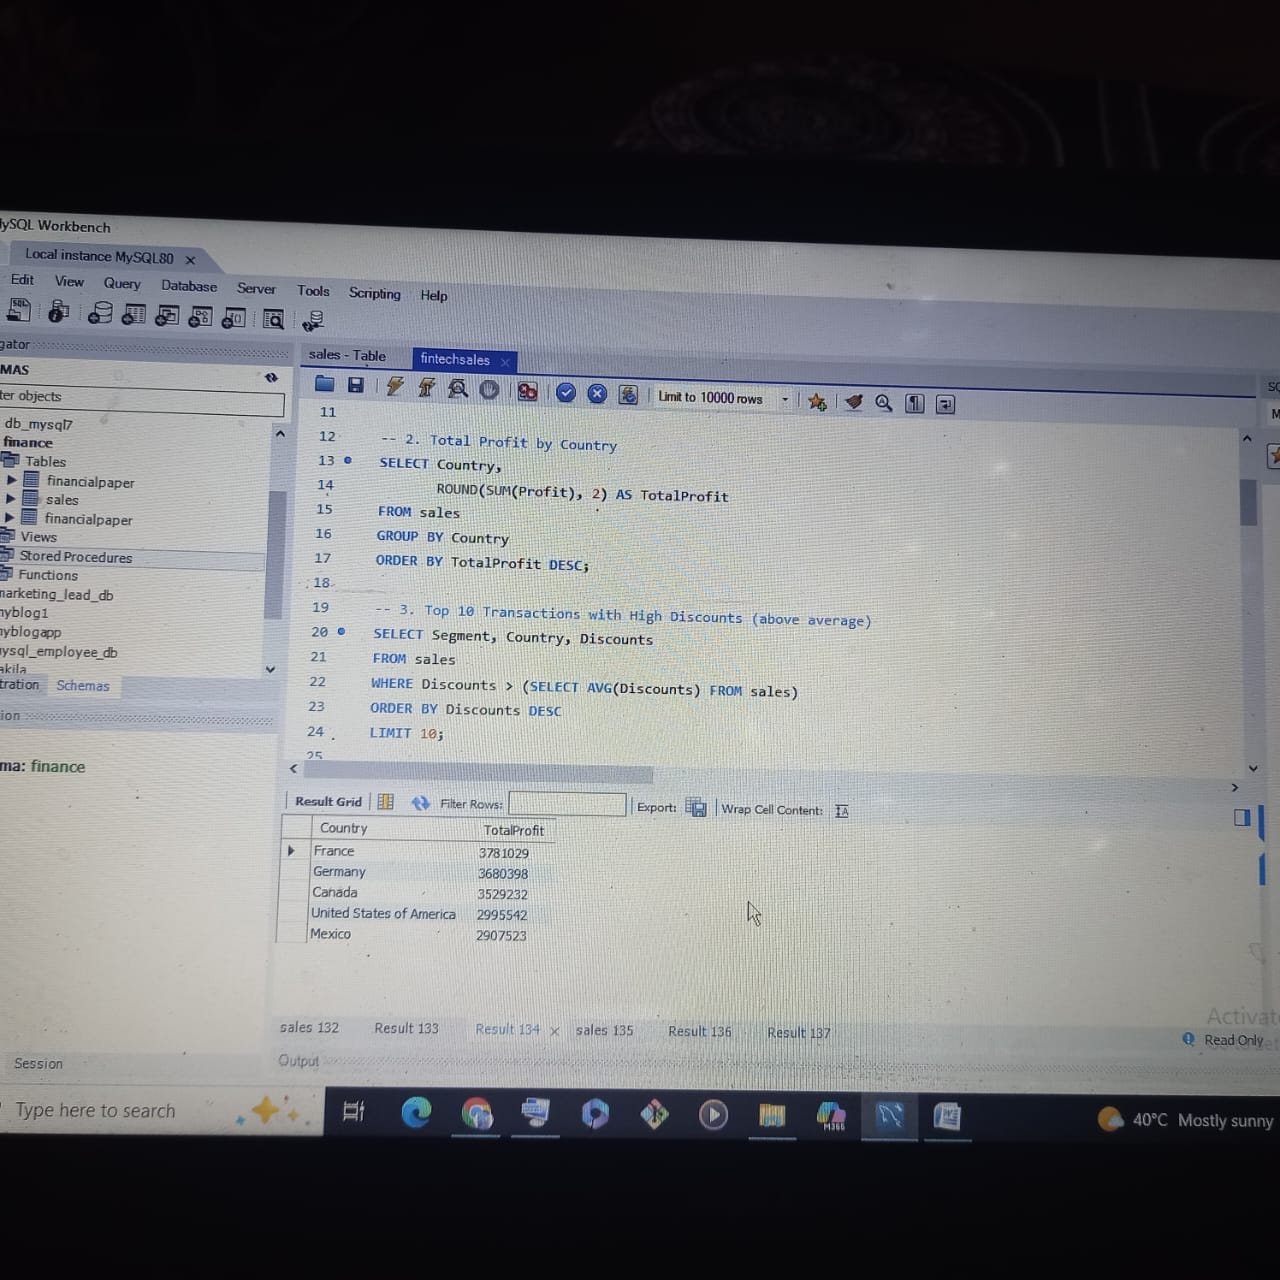 MySQL Workbench
Local instance MySQL80
Edit View Query Database Server Tools Scripting Help
sales - Table fintechsales
MAS
ter objects
Limit to 10000 rows
db_mysql7
finance
Tables
financialpaper
sales
financialpaper
Views
Stored Procedures
Functions
marketing_lead_db
myblog1
myblogapp
mysql_employee_db
akila
tration Schemas
ma: finance
Session
11
12 -- 2. Total Profit by Country
13 SELECT Country,
14 ROUND(SUM(Profit), 2) AS TotalProfit
15 FROM sales
16 GROUP BY Country
17 ORDER BY TotalProfit DESC;
18
19 -- 3. Top 10 Transactions with High Discounts (above average)
20 SELECT Segment, Country, Discounts
21 FROM sales
22 WHERE Discounts > (SELECT AVG(Discounts) FROM sales)
23 ORDER BY Discounts DESC
24 LIMIT 10;
25
Result Grid Filter Rows: Export: Wrap Cell Content:
Country TotalProfit
France 3781029
Germany 3680398
Canada 3529232
United States of America 2995542
Mexico 2907523
sales 132 Result 133 Result 134 sales 135 Result 136 Result 137
Activat
Read Only
Output
Type here to search
M365
40°C Mostly sunny